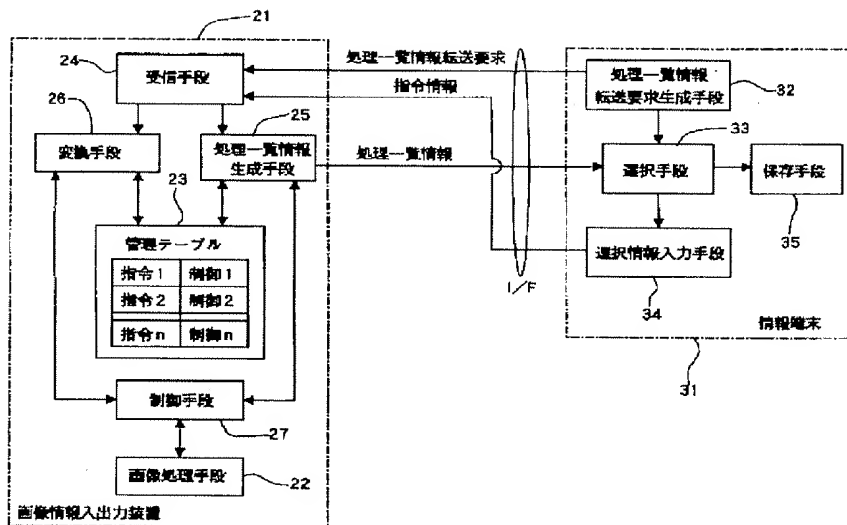 21
24
受信手段
処理一覧情報転送要求
指令情報
処理一覧情報
転送要求生成手段
32
26
変換手段
25
処理一覧情報
生成手段
処理一覧情報
33
選択手段
保存手段
35
23
管理テーブル
指令1 制御1
指令2 制御2
指令n 制御n
選択情報入力手段
34
I/F
情報端末
31
制御手段
27
画像処理手段
22
画像情報入出力装置